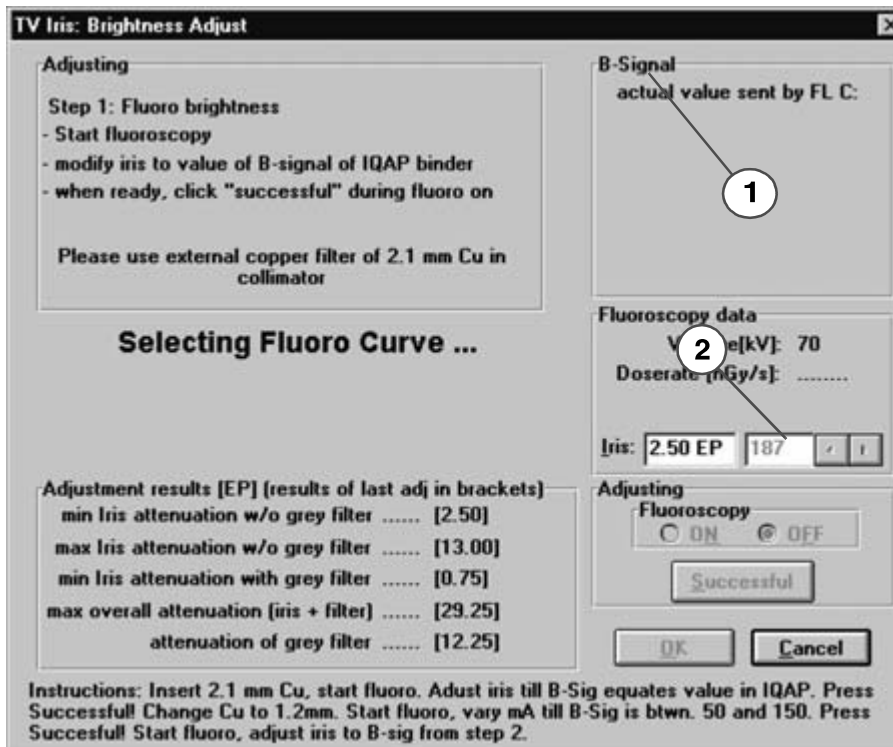 TV Iris: Brightness Adjust
Adjusting
Step 1: Fluoro brightness
- Start fluoroscopy
- modify iris to value of B-signal of IQAP binder
- when ready, click "successful" during fluoro on
Please use external copper filter of 2.1 mm Cu in
collimator
B-Signal
actual value sent by FL C:
1
Selecting Fluoro Curve ...
Fluoroscopy data
[kV]: 70
2
Doserate [nGy/s]: ........
Iris: 2.50 EP 187
Adjustment results [EP] (results of last adj in brackets)
min Iris attenuation w/o grey filter ...... [2.50]
max Iris attenuation w/o grey filter ...... [13.00]
min Iris attenuation with grey filter ...... [0.75]
max overall attenuation (iris + filter) ...... [29.25]
attenuation of grey filter ...... [12.25]
Adjusting
Fluoroscopy
ON OFF
Successful
OK Cancel
Instructions: Insert 2.1 mm Cu, start fluoro. Adust iris till B-Sig equates value in IQAP. Press
Successful! Change Cu to 1.2mm. Start fluoro, vary mA till B-Sig is btwn. 50 and 150. Press
Succesful! Start fluoro, adjust iris to B-sig from step 2.